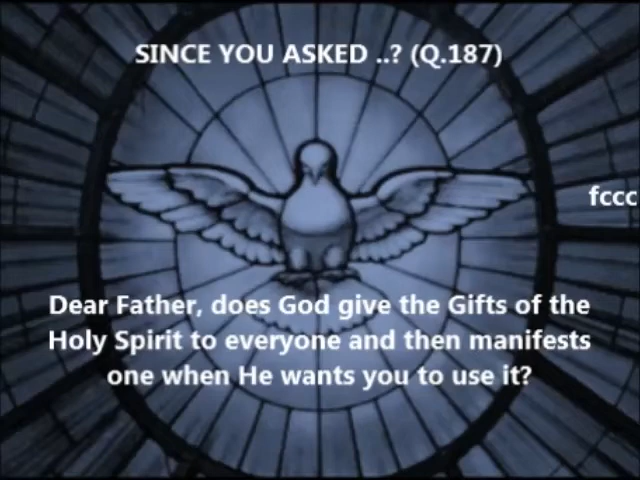 SINCE YOU ASKED ..? (Q.187)
fccc
Dear Father, does God give the Gifts of the
Holy Spirit to everyone and then manifests
one when He wants you to use it?